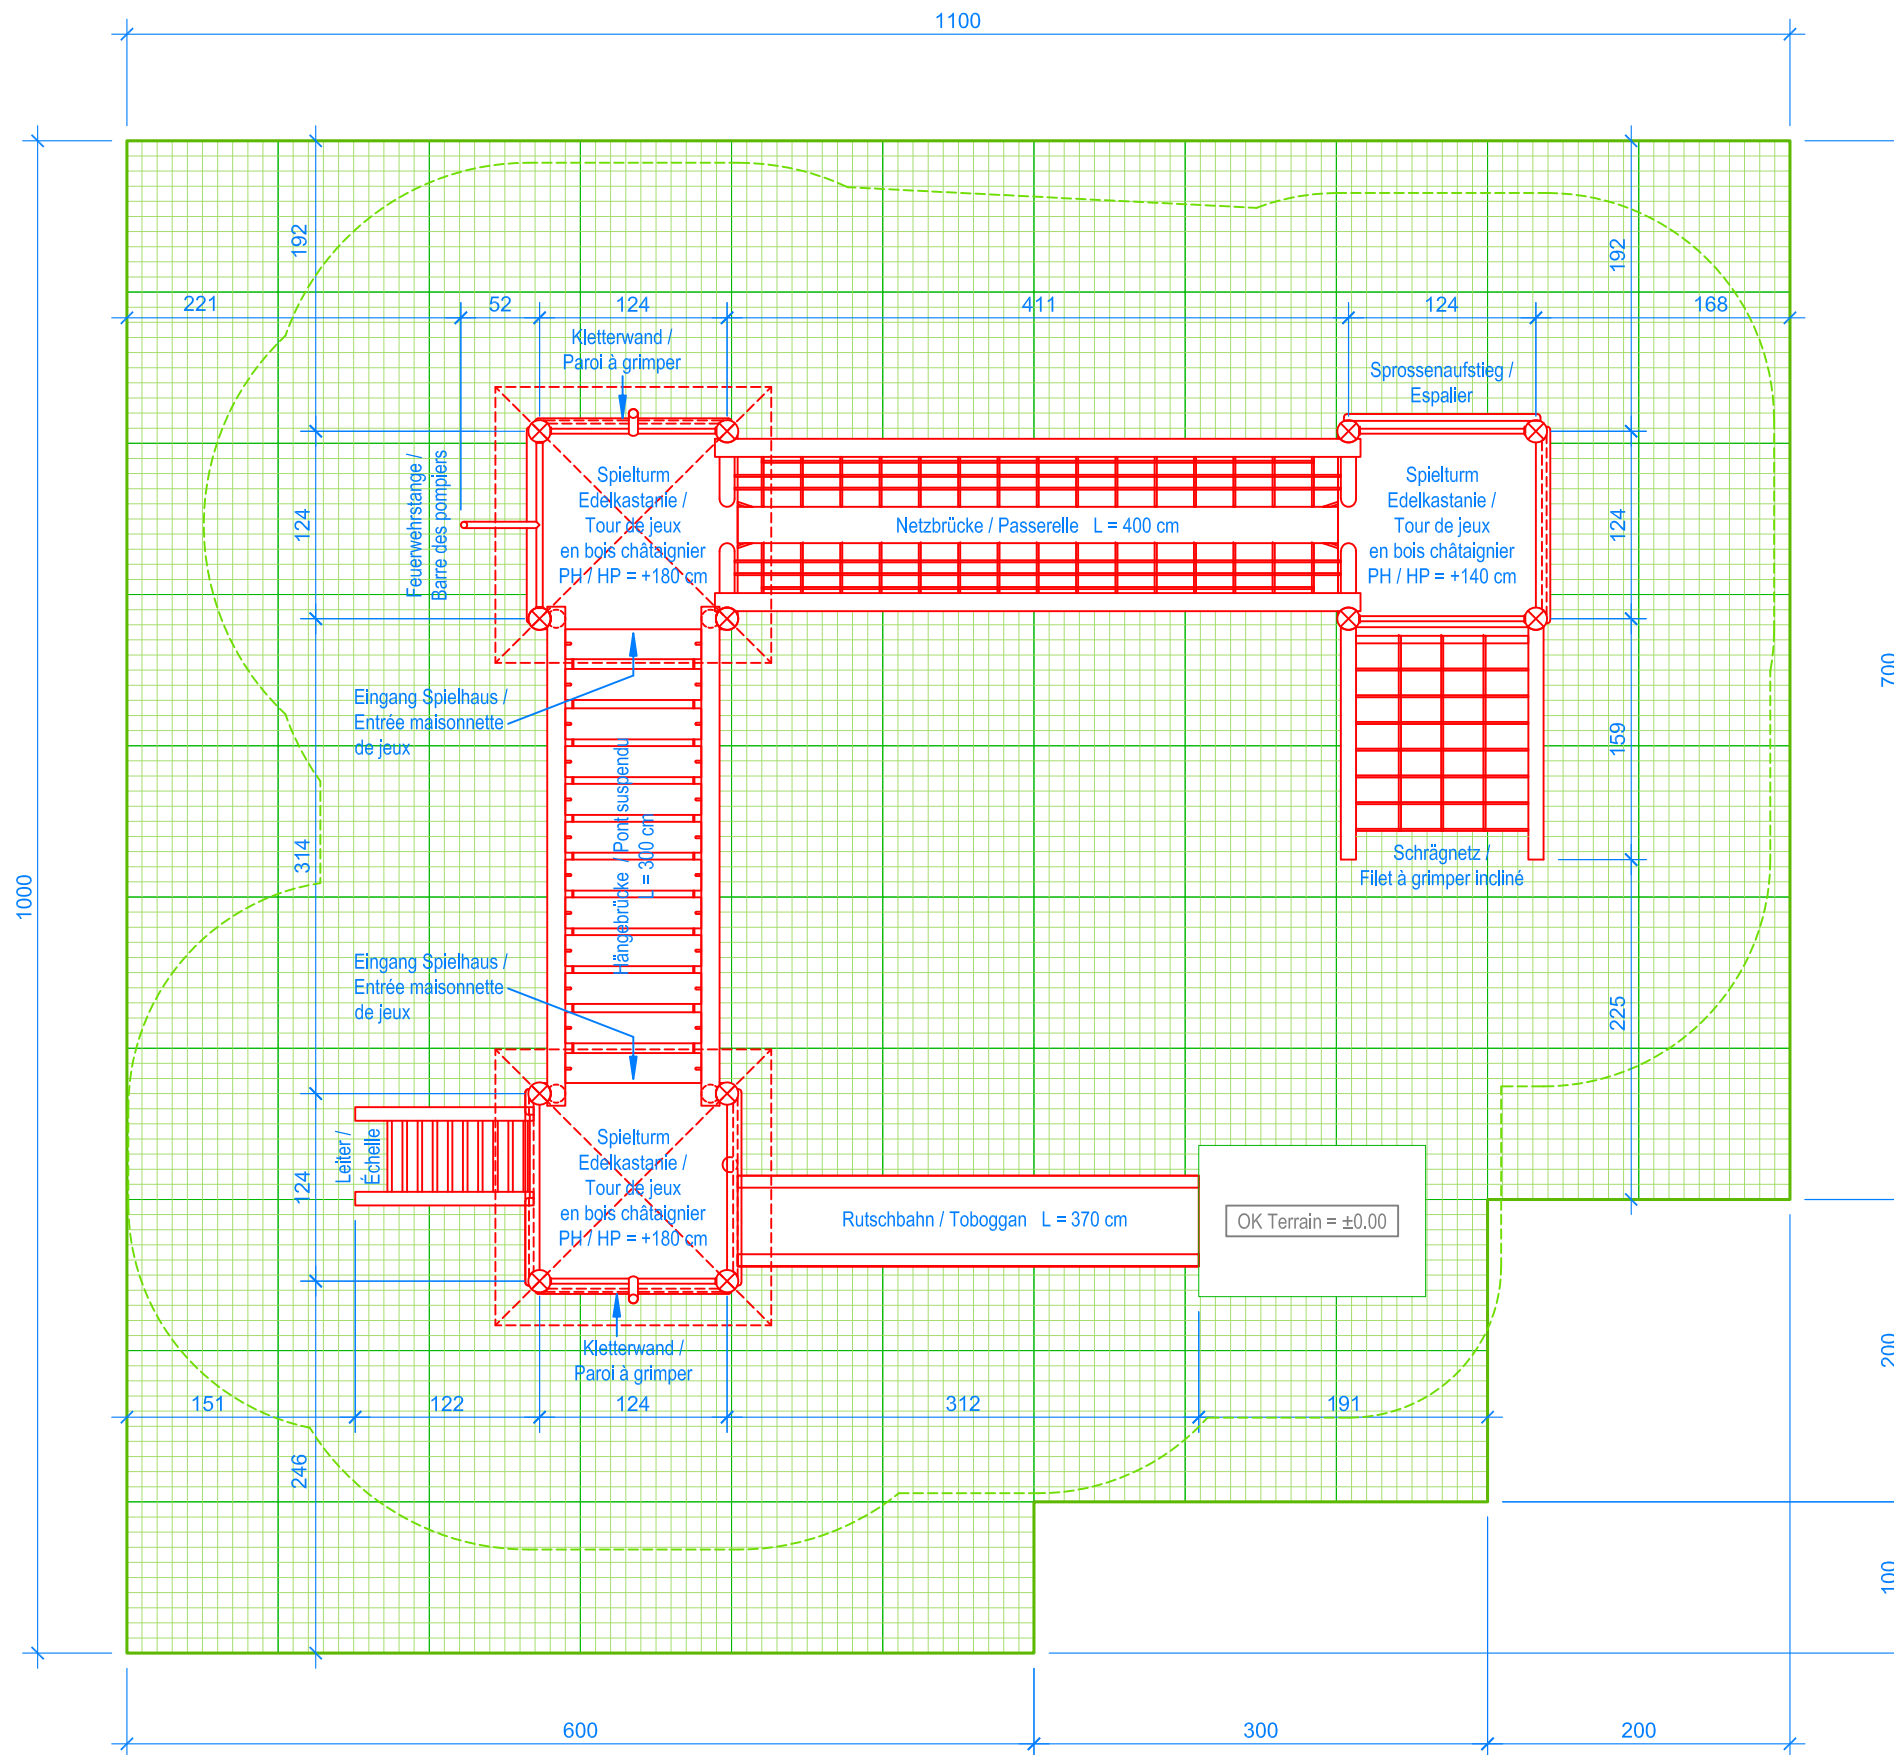 1100
192
192
221
52
124
411
124
168
Kletterwand /
Paroi à grimper
Sprossenaufstieg /
Espalier
Feuerwehrstange /
Barre des pompiers
124
Spielturm
Edelkastanie /
Tour de jeux
en bois châtaignier
PH / HP = +180 cm
Netzbrücke / Passerelle L = 400 cm
Spielturm
Edelkastanie /
Tour de jeux
en bois châtaignier
PH / HP = +140 cm
124
700
Eingang Spielhaus /
Entrée maisonnette
de jeux
159
314
Hängebrücke / Pont suspendu
L = 300 cm
Schrägnetz /
Filet à grimper incliné
1000
Eingang Spielhaus /
Entrée maisonnette
de jeux
225
Leiter /
Échelle
124
Spielturm
Edelkastanie /
Tour de jeux
en bois châtaignier
PH / HP = +180 cm
Rutschbahn / Toboggan L = 370 cm
OK Terrain = ±0.00
Kletterwand /
Paroi à grimper
200
151
122
124
312
191
246
100
600
300
200